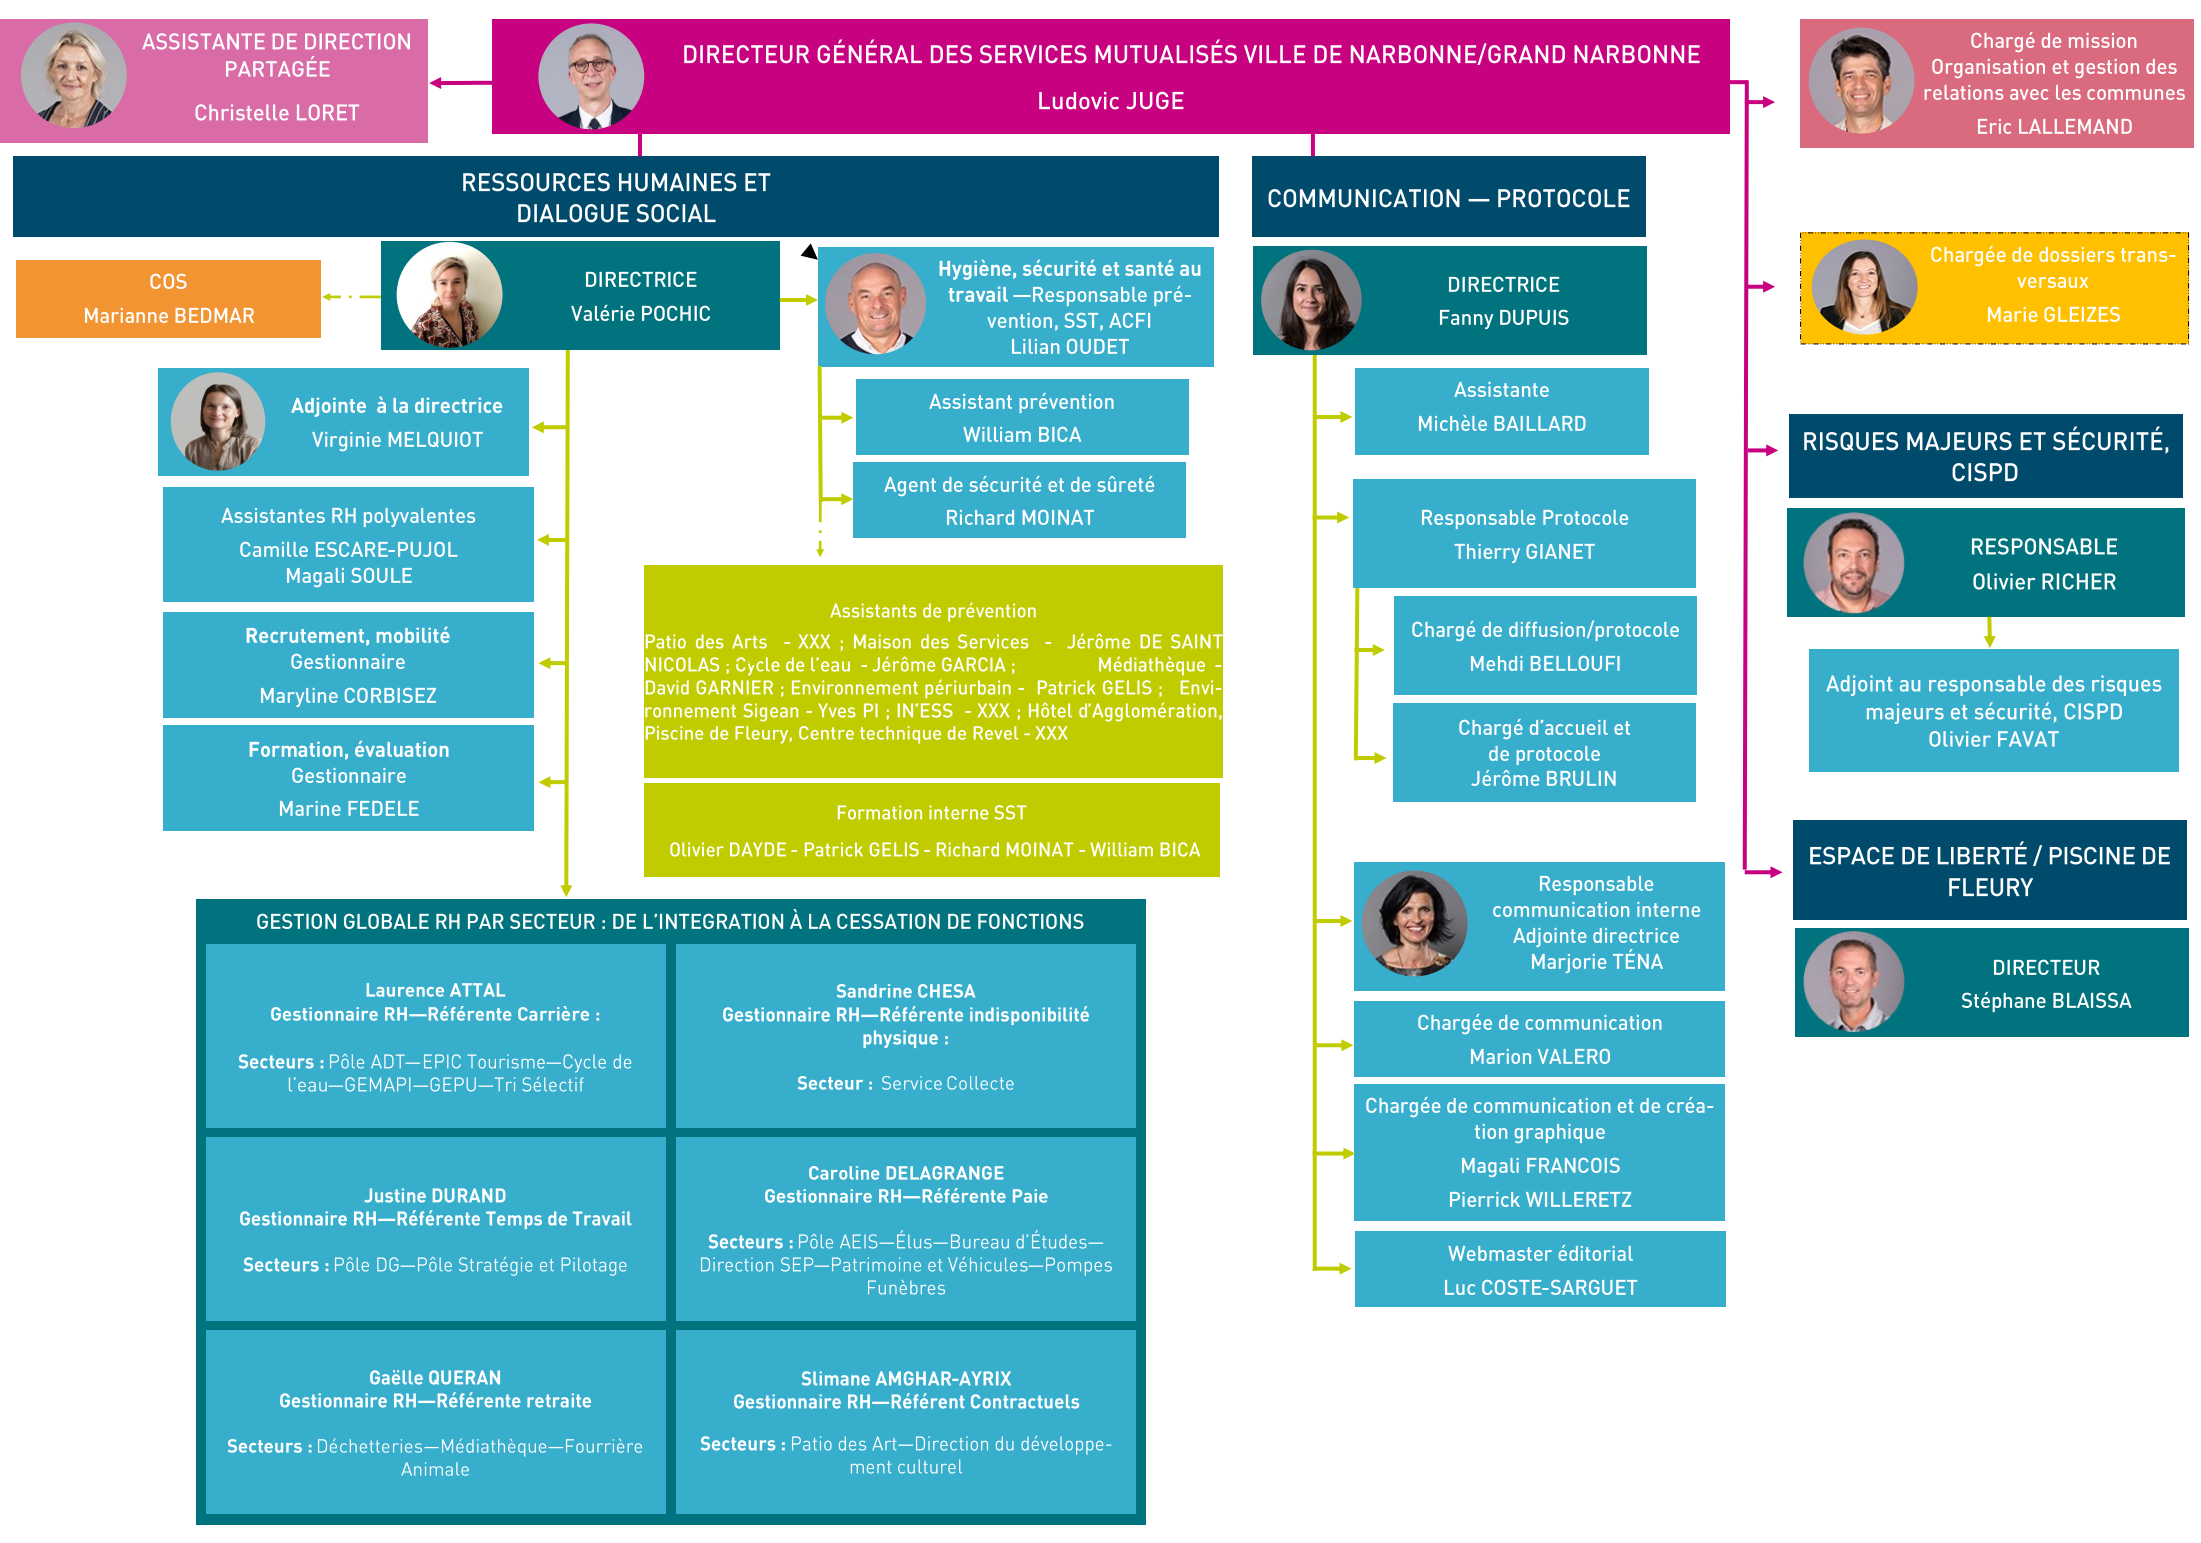 ASSISTANTE DE DIRECTION
PARTAGÉE
Christelle LORET
DIRECTEUR GÉNÉRAL DES SERVICES MUTUALISÉS VILLE DE NARBONNE/GRAND NARBONNE
Ludovic JUGE
Chargé de mission
Organisation et gestion des
relations avec les communes
Eric LALLEMAND
RESSOURCES HUMAINES ET
DIALOGUE SOCIAL
COS
Marianne BEDMAR
DIRECTRICE
Valérie POCHIC
Hygiène, sécurité et santé au
travail —Responsable pré-
vention, SST, ACFI
Lilian OUDET
Adjointe à la directrice
Virginie MELQUIOT
Assistantes RH polyvalentes
Camille ESCARE-PUJOL
Magali SOULE
Recrutement, mobilité
Gestionnaire
Maryline CORBISEZ
Formation, évaluation
Gestionnaire
Marine FEDELE
Assistant prévention
William BICA
Agent de sécurité et de sûreté
Richard MOINAT
Assistants de prévention
Patio des Arts - XXX ; Maison des Services - Jérôme DE SAINT
NICOLAS ; Cycle de l'eau - Jérôme GARCIA ; Médiathèque -
David GARNIER ; Environnement périurbain - Patrick GELIS ; Envi-
ronnement Sigean - Yves PI ; IN'ESS - XXX ; Hôtel d'Agglomération,
Piscine de Fleury, Centre technique de Revel - XXX
Formation interne SST
Olivier DAYDE - Patrick GELIS - Richard MOINAT - William BICA
GESTION GLOBALE RH PAR SECTEUR : DE L'INTEGRATION À LA CESSATION DE FONCTIONS
Laurence ATTAL
Gestionnaire RH—Référente Carrière :
Secteurs : Pôle ADT—EPIC Tourisme—Cycle de
l'eau—GEMAPI—GEPU—Tri Sélectif
Sandrine CHESA
Gestionnaire RH—Référente indisponibilité
physique :
Secteur : Service Collecte
Justine DURAND
Gestionnaire RH—Référente Temps de Travail
Secteurs : Pôle DG—Pôle Stratégie et Pilotage
Caroline DELAGRANGE
Gestionnaire RH—Référente Paie
Secteurs : Pôle AEIS—Élus—Bureau d'Études—
Direction SEP—Patrimoine et Véhicules—Pompes
Funèbres
Gaëlle QUERAN
Gestionnaire RH—Référente retraite
Secteurs : Déchetteries—Médiathèque—Fourrière
Animale
Slimane AMGHAR-AYRIX
Gestionnaire RH—Référent Contractuels
Secteurs : Patio des Art—Direction du développe-
ment culturel
COMMUNICATION — PROTOCOLE
DIRECTRICE
Fanny DUPUIS
Assistante
Michèle BAILLARD
Responsable Protocole
Thierry GIANET
Chargé de diffusion/protocole
Mehdi BELLOUFI
Chargé d'accueil et
de protocole
Jérôme BRULIN
Responsable
communication interne
Adjointe directrice
Marjorie TÉNA
Chargée de communication
Marion VALERO
Chargée de communication et de créa-
tion graphique
Magali FRANCOIS
Pierrick WILLERETZ
Webmaster éditorial
Luc COSTE-SARGUET
Chargée de dossiers trans-
versaux
Marie GLEIZES
RISQUES MAJEURS ET SÉCURITÉ,
CISPD
RESPONSABLE
Olivier RICHER
Adjoint au responsable des risques
majeurs et sécurité, CISPD
Olivier FAVAT
ESPACE DE LIBERTÉ / PISCINE DE
FLEURY
DIRECTEUR
Stéphane BLAISSA